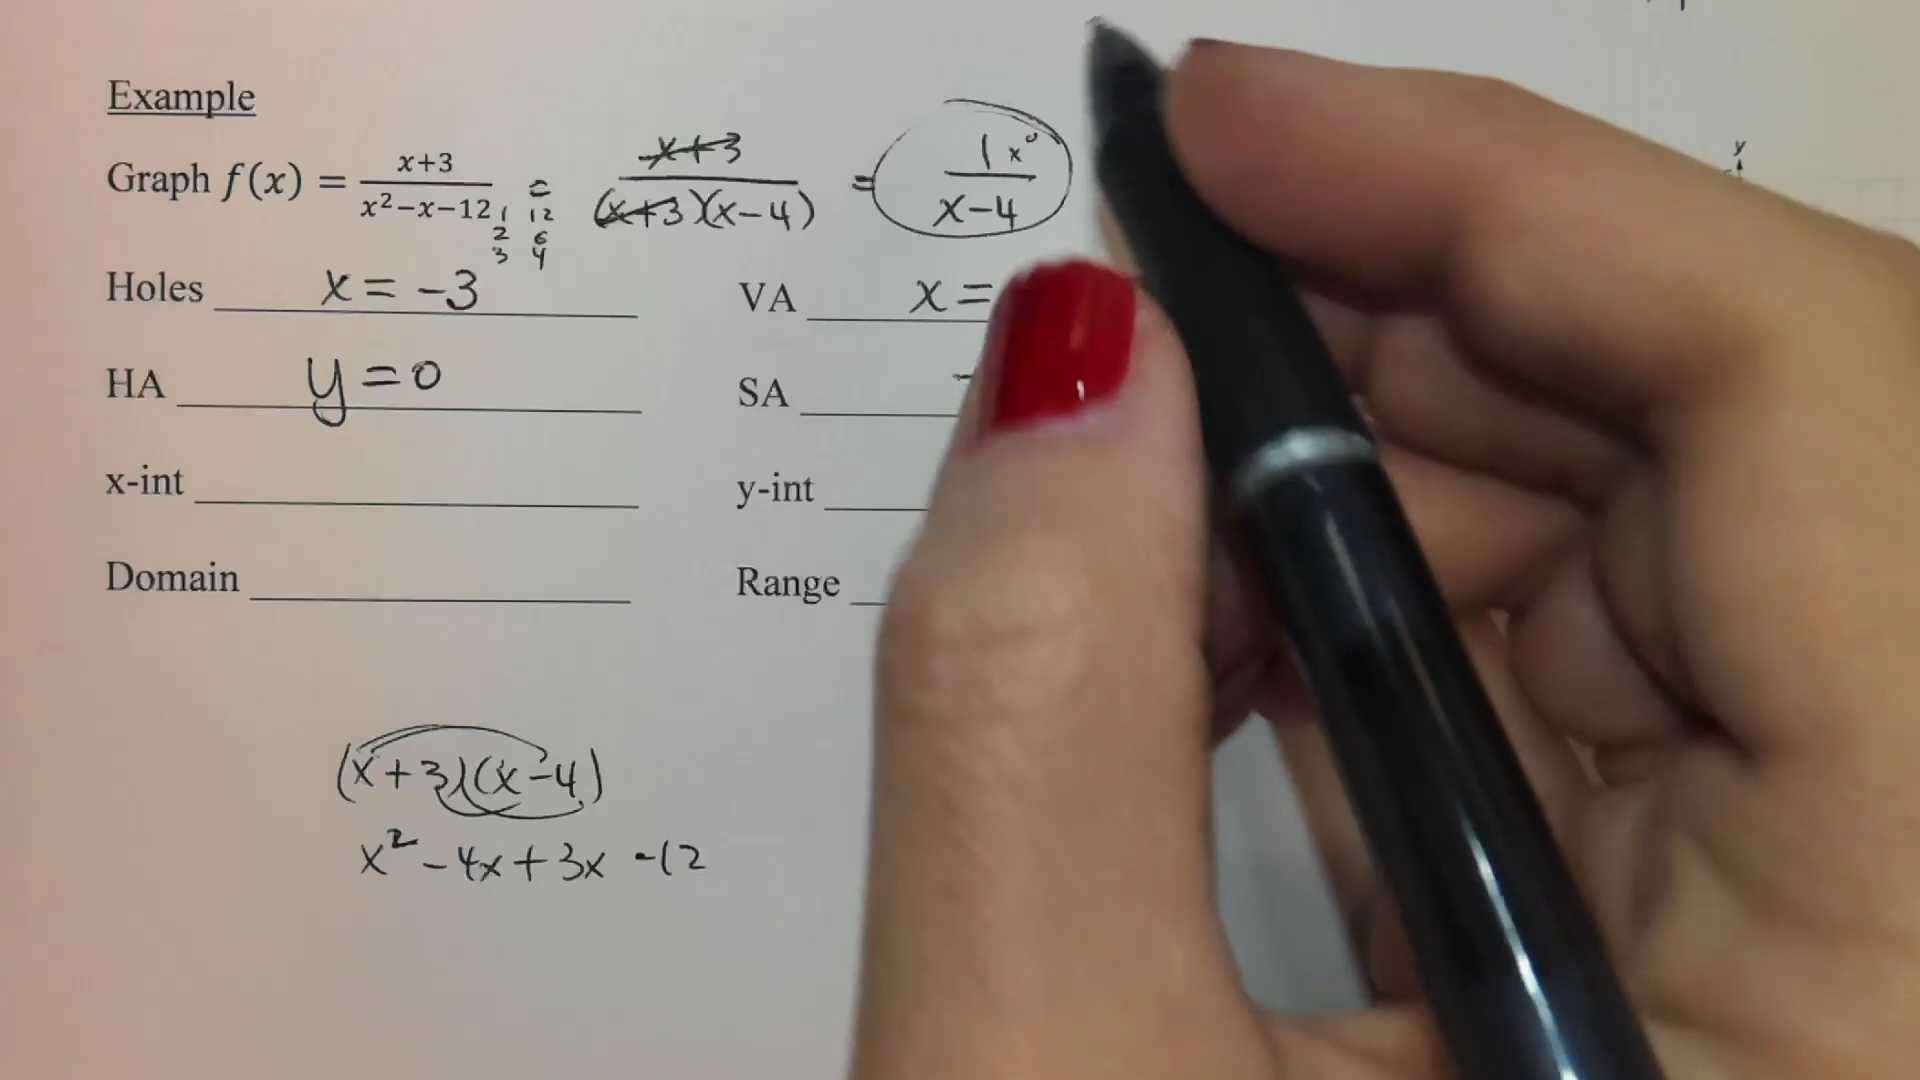 Example
Graph f(x) = x+3 / x²−x−12 = x+3 / (x+3)(x−4) = 1x⁰ / x−4
1 12
2 6
3 4
Holes x = −3 VA x =
HA y = 0 SA
x-int y-int
Domain Range
(x+3)(x−4)
x² − 4x + 3x −12
y